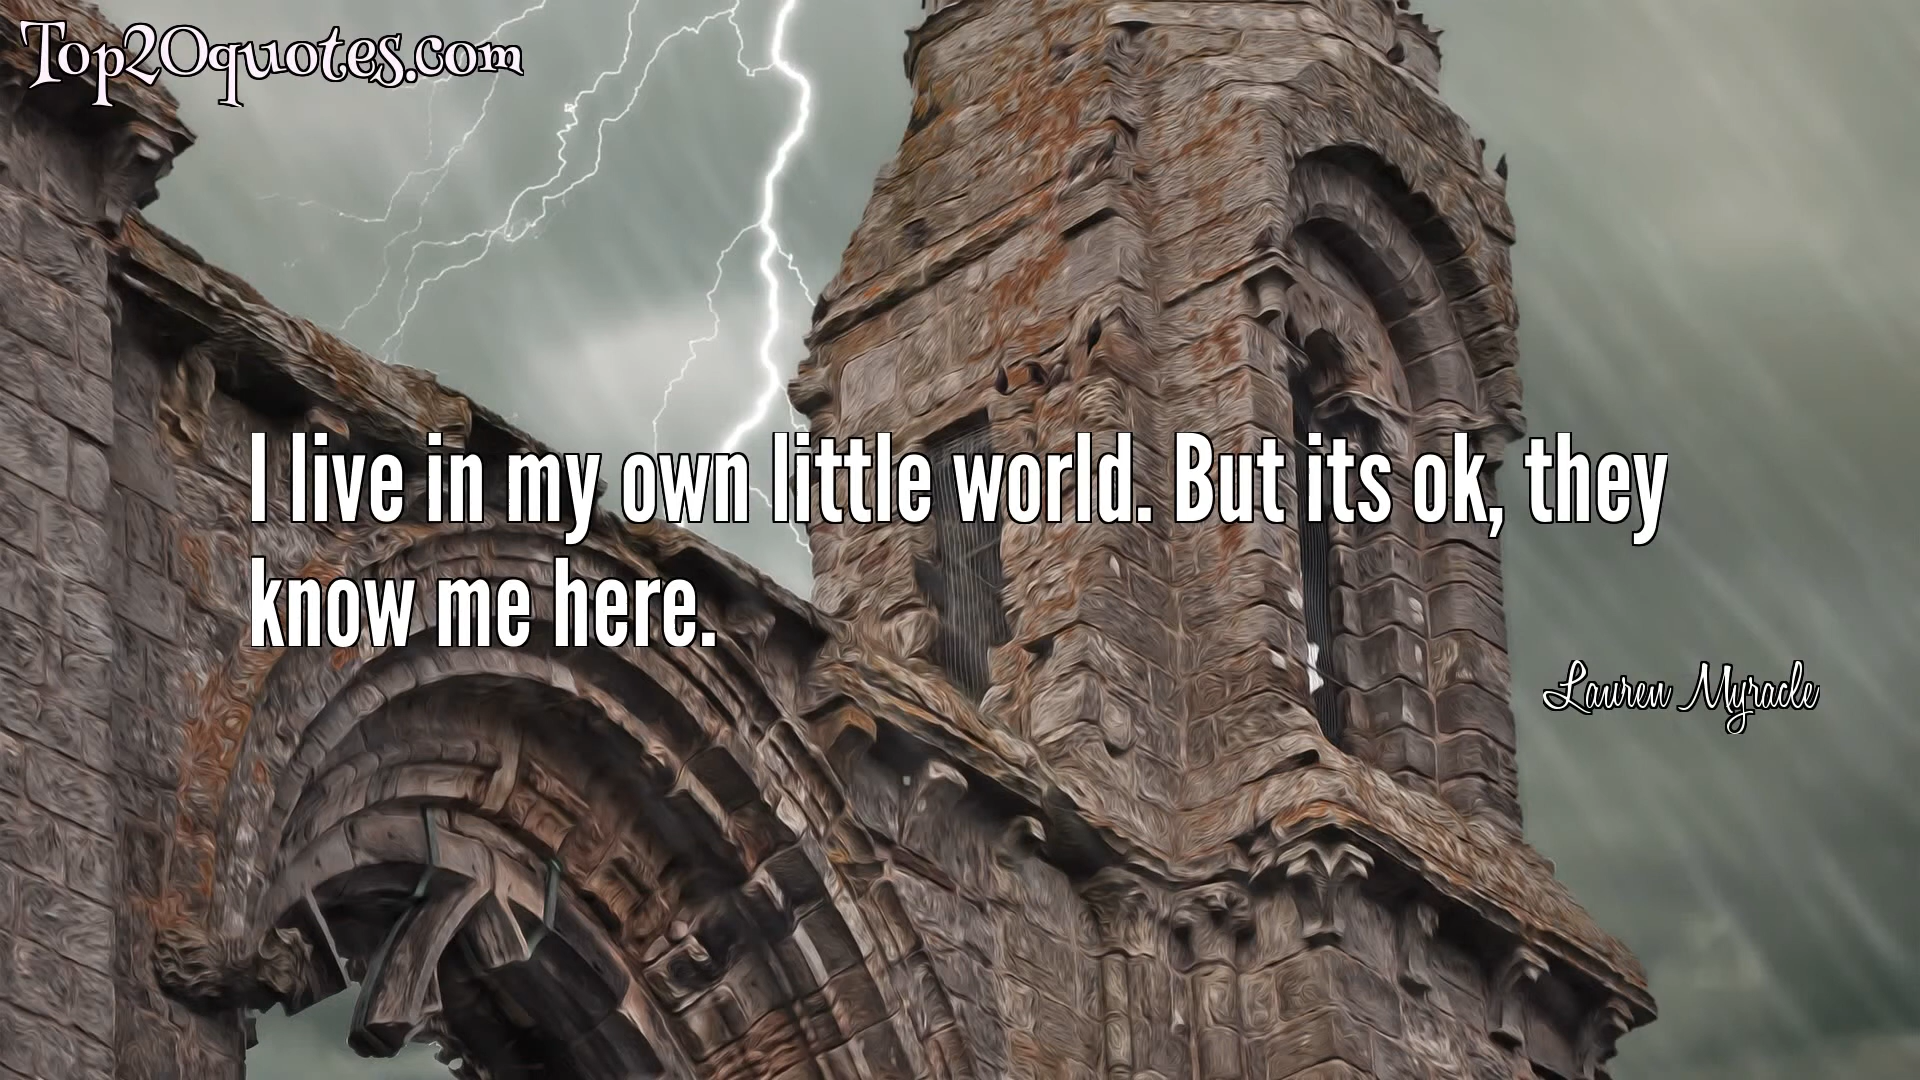 Top20quotes.com
I live in my own little world. But its ok, they
know me here.
Lauren Myracle